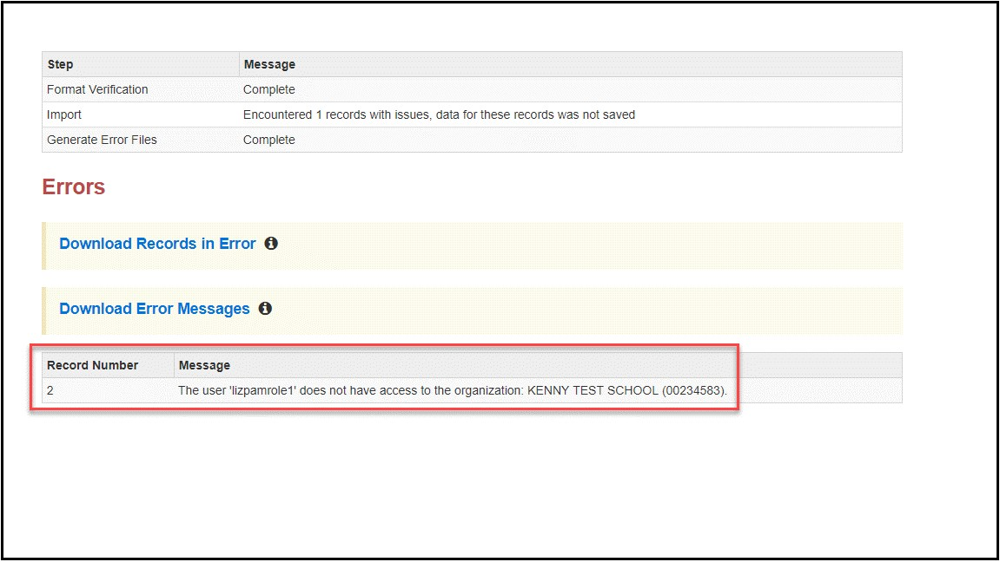 Step Message
Format Verification Complete
Import Encountered 1 records with issues, data for these records was not saved
Generate Error Files Complete
Errors
Download Records in Error
Download Error Messages
Record Number Message
2 The user 'lizpamrole1' does not have access to the organization: KENNY TEST SCHOOL (00234583).